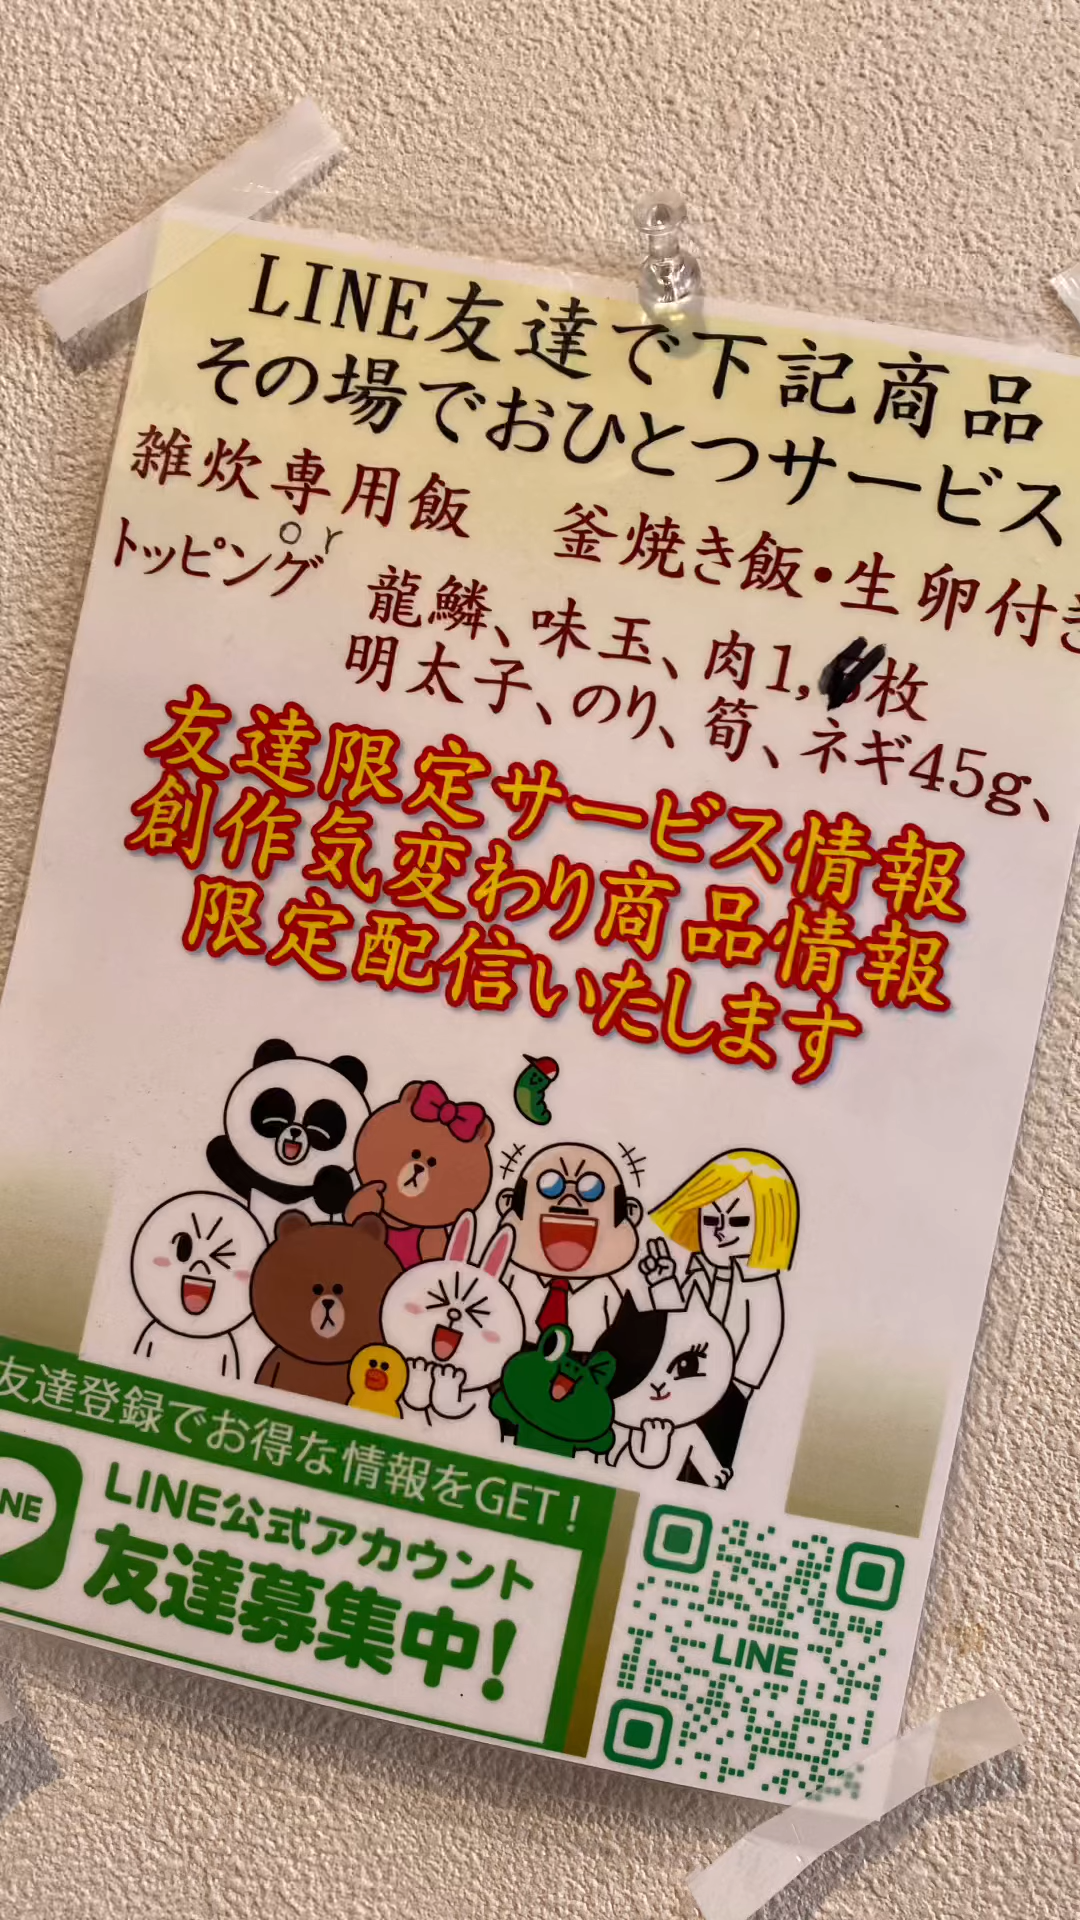 LINE友達で下記商品
その場でおひとつサービス
雑炊専用飯 釜焼き飯・生卵付き
or
トッピング 龍鱗、味玉、肉1,枚
明太子、のり、筍、ネギ45g、
友達限定サービス情報
創作気変わり商品情報
限定配信いたします
友達登録でお得な情報をGET!
NE
LINE公式アカウント
友達募集中!
LINE